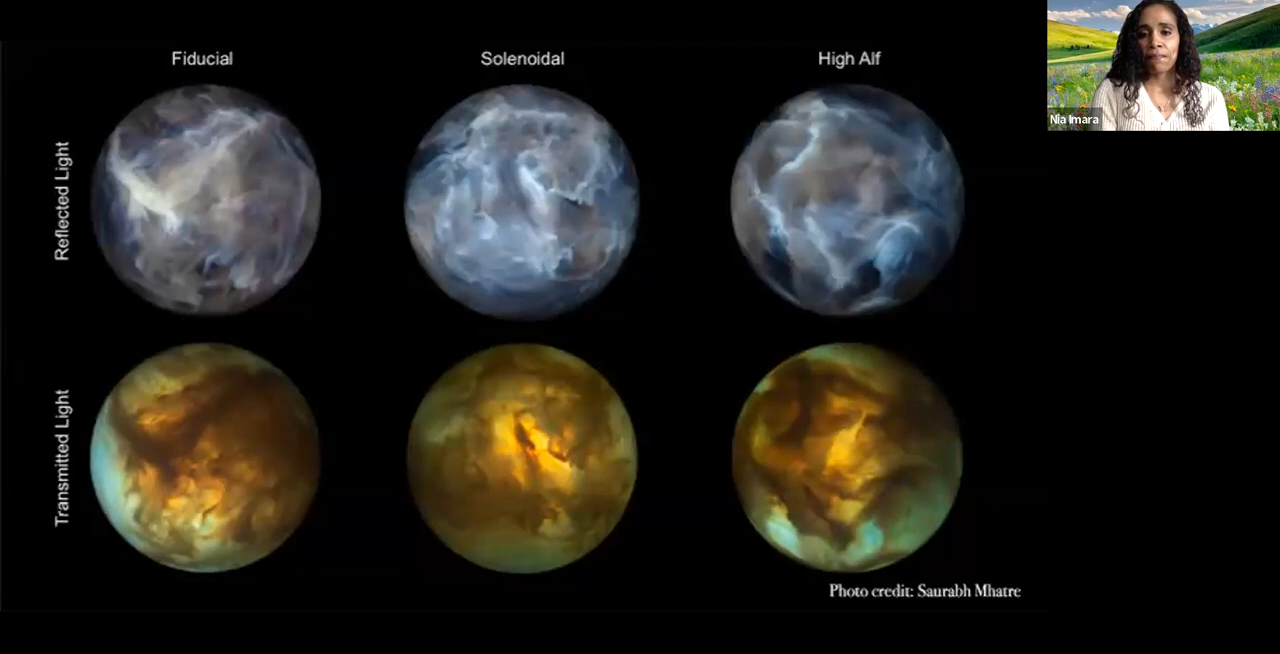 Fiducial
Solenoidal
High Alf
Nia Imara
Reflected Light
Transmitted Light
Photo credit: Saurabh Mhatre